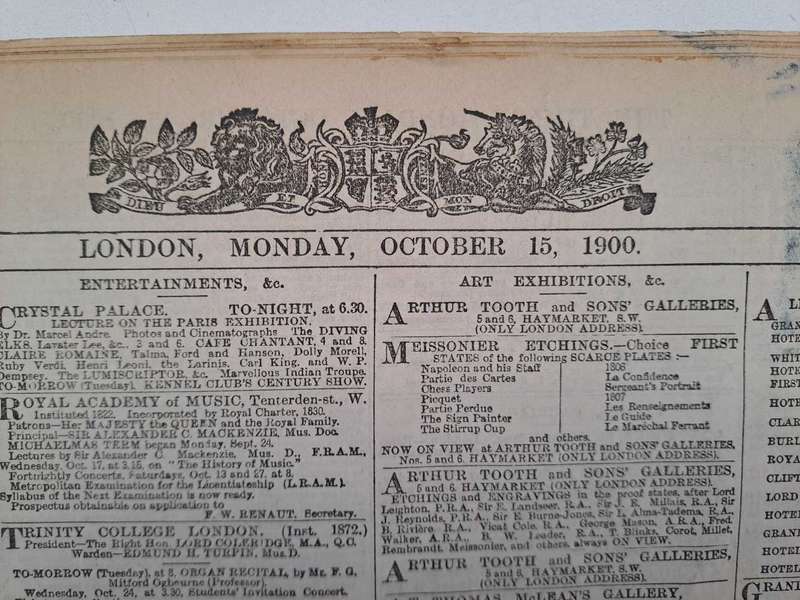 DIEU ET MON DROIT
LONDON, MONDAY, OCTOBER 15, 1900.
ENTERTAINMENTS, &c.
CRYSTAL PALACE. TO-NIGHT, at 6.30.
LECTURE ON THE PARIS EXHIBITION,
By Dr. Marcel Andre. Photos and Cinematographs. The DIVING
ELKS, Lavater Lee, &c., 3 and 6. CAFE CHANTANT, 4 and 8.
CLAIRE ROMAINE, Talma, Ford and Hanson, Dolly Morell,
Ruby Verdi, Henri Leoni, the Lorinis, Carl King, and W. P.
Dempsey. The LUMISCRIPTOR, &c. Marvellous Indian Troupe.
TO-MORROW (Tuesday), KENNEL CLUB'S CENTURY SHOW.
ROYAL ACADEMY of MUSIC, Tenterden-st., W.
Instituted 1822. Incorporated by Royal Charter, 1830.
Patrons—Her MAJESTY the QUEEN and the Royal Family.
Principal—SIR ALEXANDER C. MACKENZIE, Mus. Doc.
MICHAELMAS TERM began Monday, Sept. 24.
Lectures by Sir Alexander C. Mackenzie, Mus. D., F.R.A.M.,
Wednesday, Oct. 17, at 3.15, on "The History of Music."
Fortnightly Concerts, Saturdays, Oct. 13 and 27, at 8.
Metropolitan Examination for the Licentiateship (L.R.A.M.).
Syllabus of the Next Examination is now ready.
Prospectus obtainable on application to
F. W. RENAUT, Secretary.
TRINITY COLLEGE LONDON. (Inst. 1872.)
President—The Right Hon. LORD COLERIDGE, M.A., Q.C.
Warden—EDMUND H. TURPIN, Mus.D.
TO-MORROW (Tuesday), at 8, ORGAN RECITAL, by Mr. F. G.
Mitford Ogbourne (Professor).
Wednesday, Oct. 24, at 3.30, Students' Invitation Concert.
ART EXHIBITIONS, &c.
ARTHUR TOOTH and SONS' GALLERIES,
5 and 6, HAYMARKET, S.W.
(ONLY LONDON ADDRESS).
MEISSONIER ETCHINGS.—Choice FIRST
STATES of the following SCARCE PLATES :—
Napoleon and his Staff 1806
Partie des Cartes La Confidence
Chess Players Sergeant's Portrait
Picquet 1807
Partie Perdue Les Renseignements
The Sign Painter Le Guide
The Stirrup Cup Le Maréchal Ferrant
and others.
NOW ON VIEW at ARTHUR TOOTH and SONS' GALLERIES,
Nos. 5 and 6, HAYMARKET (ONLY LONDON ADDRESS).
ARTHUR TOOTH and SONS' GALLERIES,
5 and 6, HAYMARKET (ONLY LONDON ADDRESS).
ETCHINGS and ENGRAVINGS in the proof states, after Lord
Leighton, P.R.A., Sir E. Landseer, R.A., Sir J. E. Millais, R.A., Sir
J. Reynolds, P.R.A., Sir E. Burne-Jones, Sir L. Alma-Tadema, R.A.,
B. Rivière, R.A., Vicat Cole, R.A., George Mason, A.R.A., Fred
Walker, A.R.A., B. W. Leader, R.A., T. Blinks, Corot, Millet,
Rembrandt, Meissonier, and others, always ON VIEW.
ARTHUR TOOTH and SONS' GALLERIES,
5 and 6, HAYMARKET, S.W.
(ONLY LONDON ADDRESS).
THOMAS McLEAN'S GALLERY,